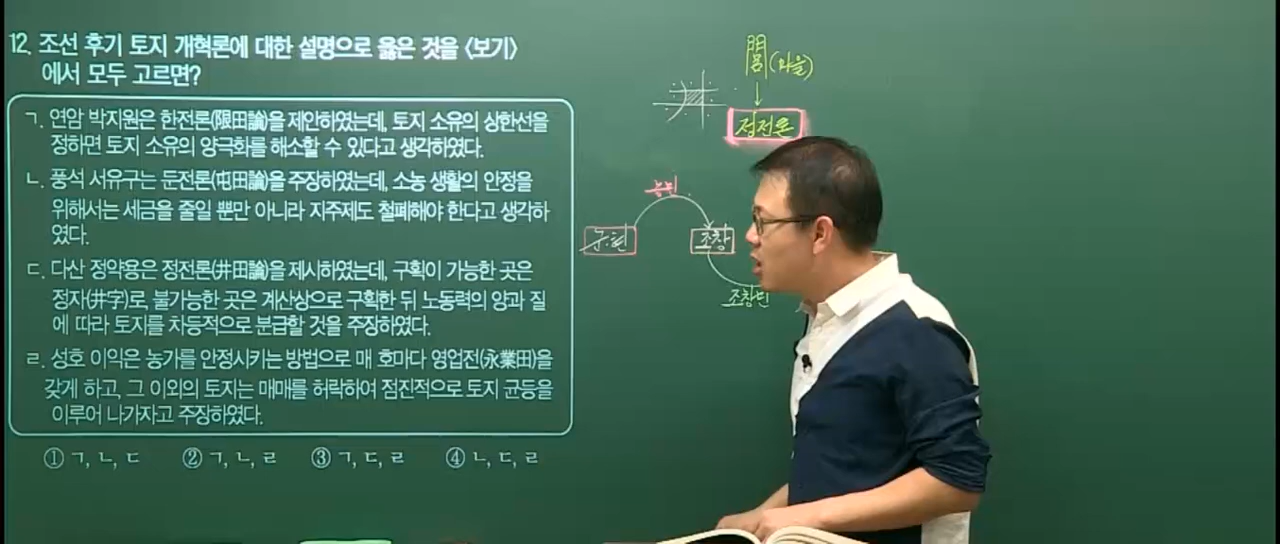 12. 조선 후기 토지 개혁론에 대한 설명으로 옳은 것을 〈보기〉
에서 모두 고르면?
ㄱ. 연암 박지원은 한전론(限田論)을 제안하였는데, 토지 소유의 상한선을
정하면 토지 소유의 양극화를 해소할 수 있다고 생각하였다.
ㄴ. 풍석 서유구는 둔전론(屯田論)을 주장하였는데, 소농 생활의 안정을
위해서는 세금을 줄일 뿐만 아니라 지주제도 철폐해야 한다고 생각하
였다.
ㄷ. 다산 정약용은 정전론(井田論)을 제시하였는데, 구획이 가능한 곳은
정자(井字)로, 불가능한 곳은 계산상으로 구획한 뒤 노동력의 양과 질
에 따라 토지를 차등적으로 분급할 것을 주장하였다.
ㄹ. 성호 이익은 농가를 안정시키는 방법으로 매 호마다 영업전(永業田)을
갖게 하고, 그 이외의 토지는 매매를 허락하여 점진적으로 토지 균등을
이루어 나가자고 주장하였다.
① ㄱ, ㄴ, ㄷ ② ㄱ, ㄴ, ㄹ ③ ㄱ, ㄷ, ㄹ ④ ㄴ, ㄷ, ㄹ
閭(마을)
정전론
농민
군·현
조창
조창민